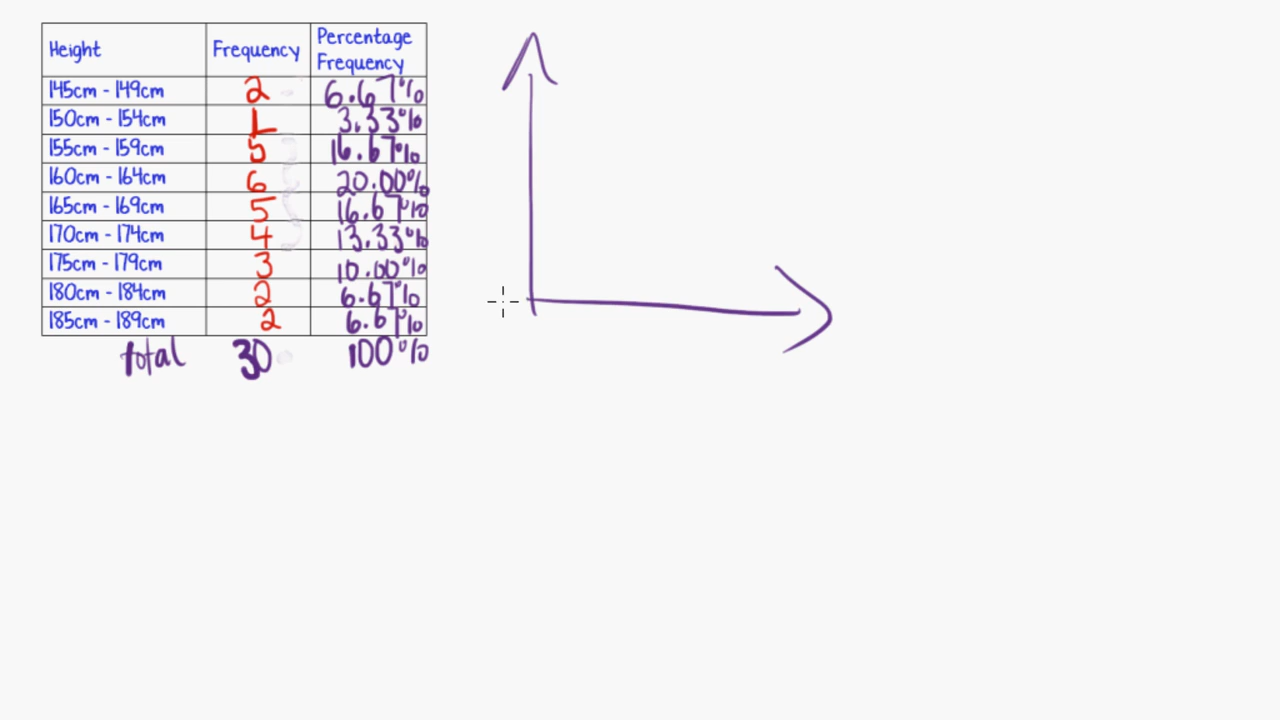 Height Frequency Percentage Frequency
145cm - 149cm 2 6.67%
150cm - 154cm 1 3.33%
155cm - 159cm 5 16.67%
160cm - 164cm 6 20.00%
165cm - 169cm 5 16.67%
170cm - 174cm 4 13.33%
175cm - 179cm 3 10.00%
180cm - 184cm 2 6.67%
185cm - 189cm 2 6.67%
total 30 100%